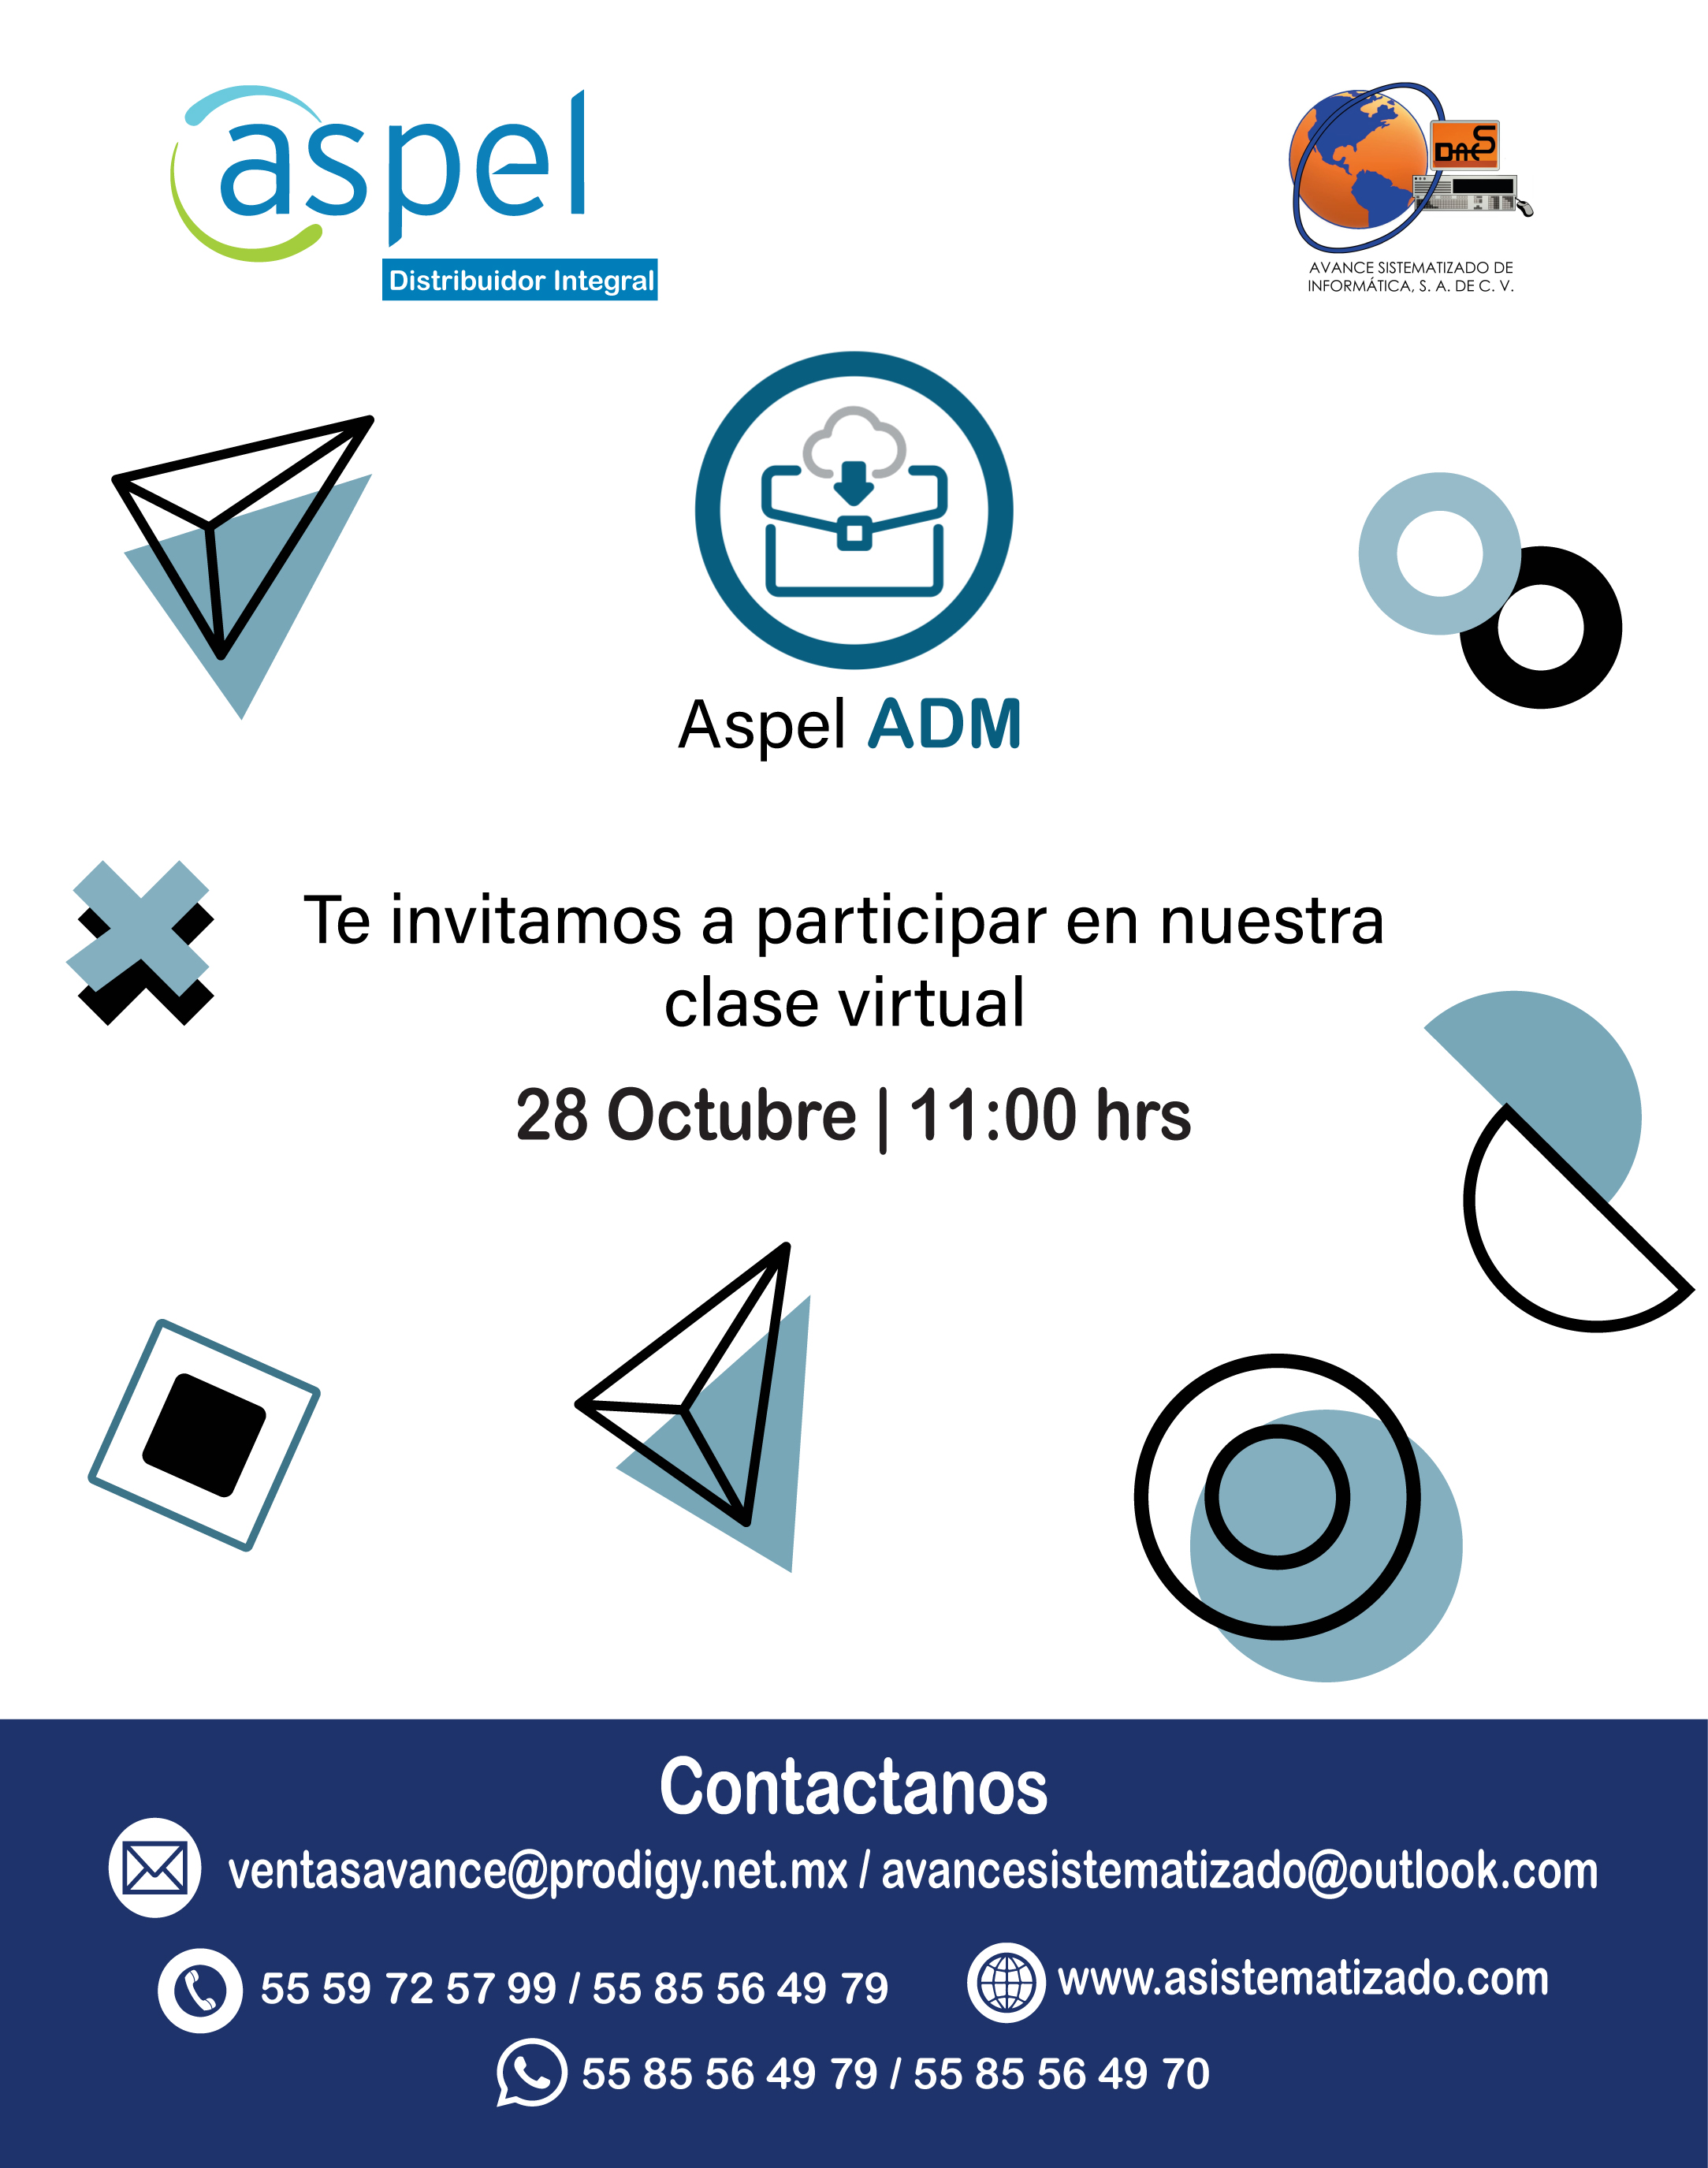 aspel
Distribuidor Integral
DACS
AVANCE SISTEMATIZADO DE
INFORMÁTICA, S. A. DE C. V.
Aspel ADM
Te invitamos a participar en nuestra
clase virtual
28 Octubre | 11:00 hrs
Contactanos
ventasavance@prodigy.net.mx / avancesistematizado@outlook.com
55 59 72 57 99 / 55 85 56 49 79
www.asistematizado.com
55 85 56 49 79 / 55 85 56 49 70